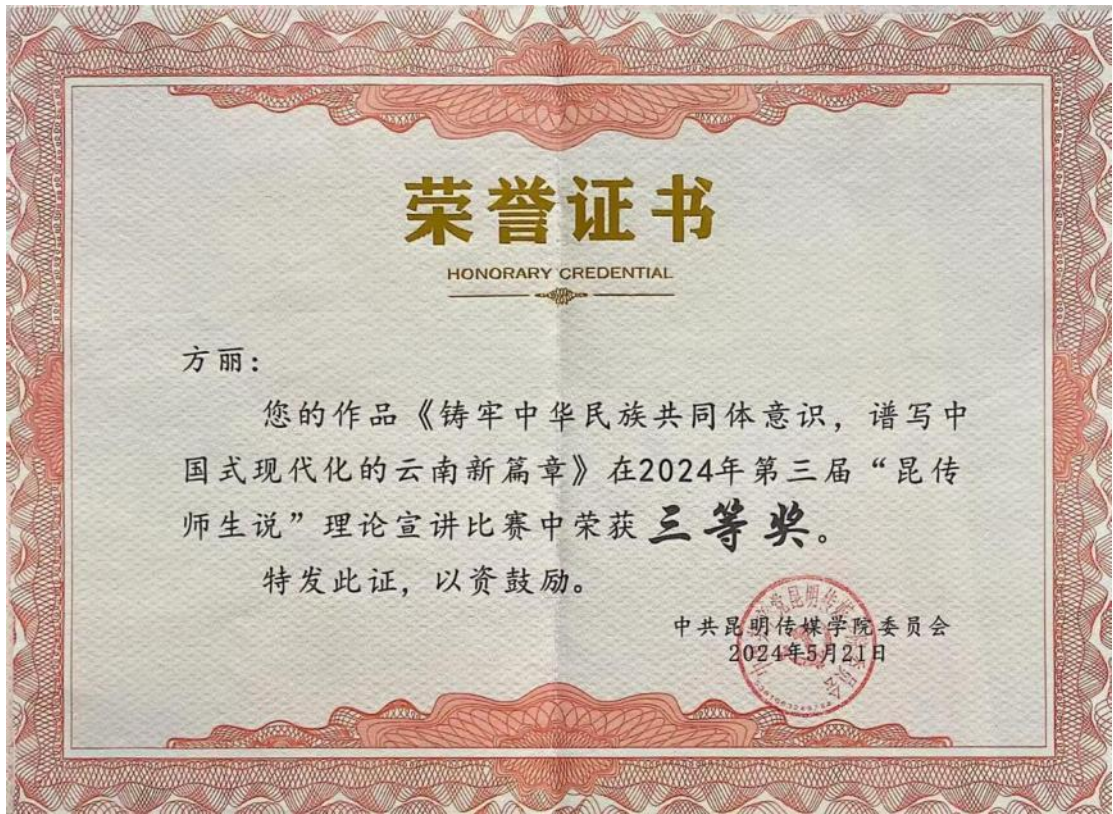 荣誉证书
HONORARY CREDENTIAL
方丽：
您的作品《铸牢中华民族共同体意识，谱写中
国式现代化的云南新篇章》在2024年第三届“昆传
师生说”理论宣讲比赛中荣获三等奖。
特发此证，以资鼓励。
中共昆明传媒学院委员会
2024年5月21日